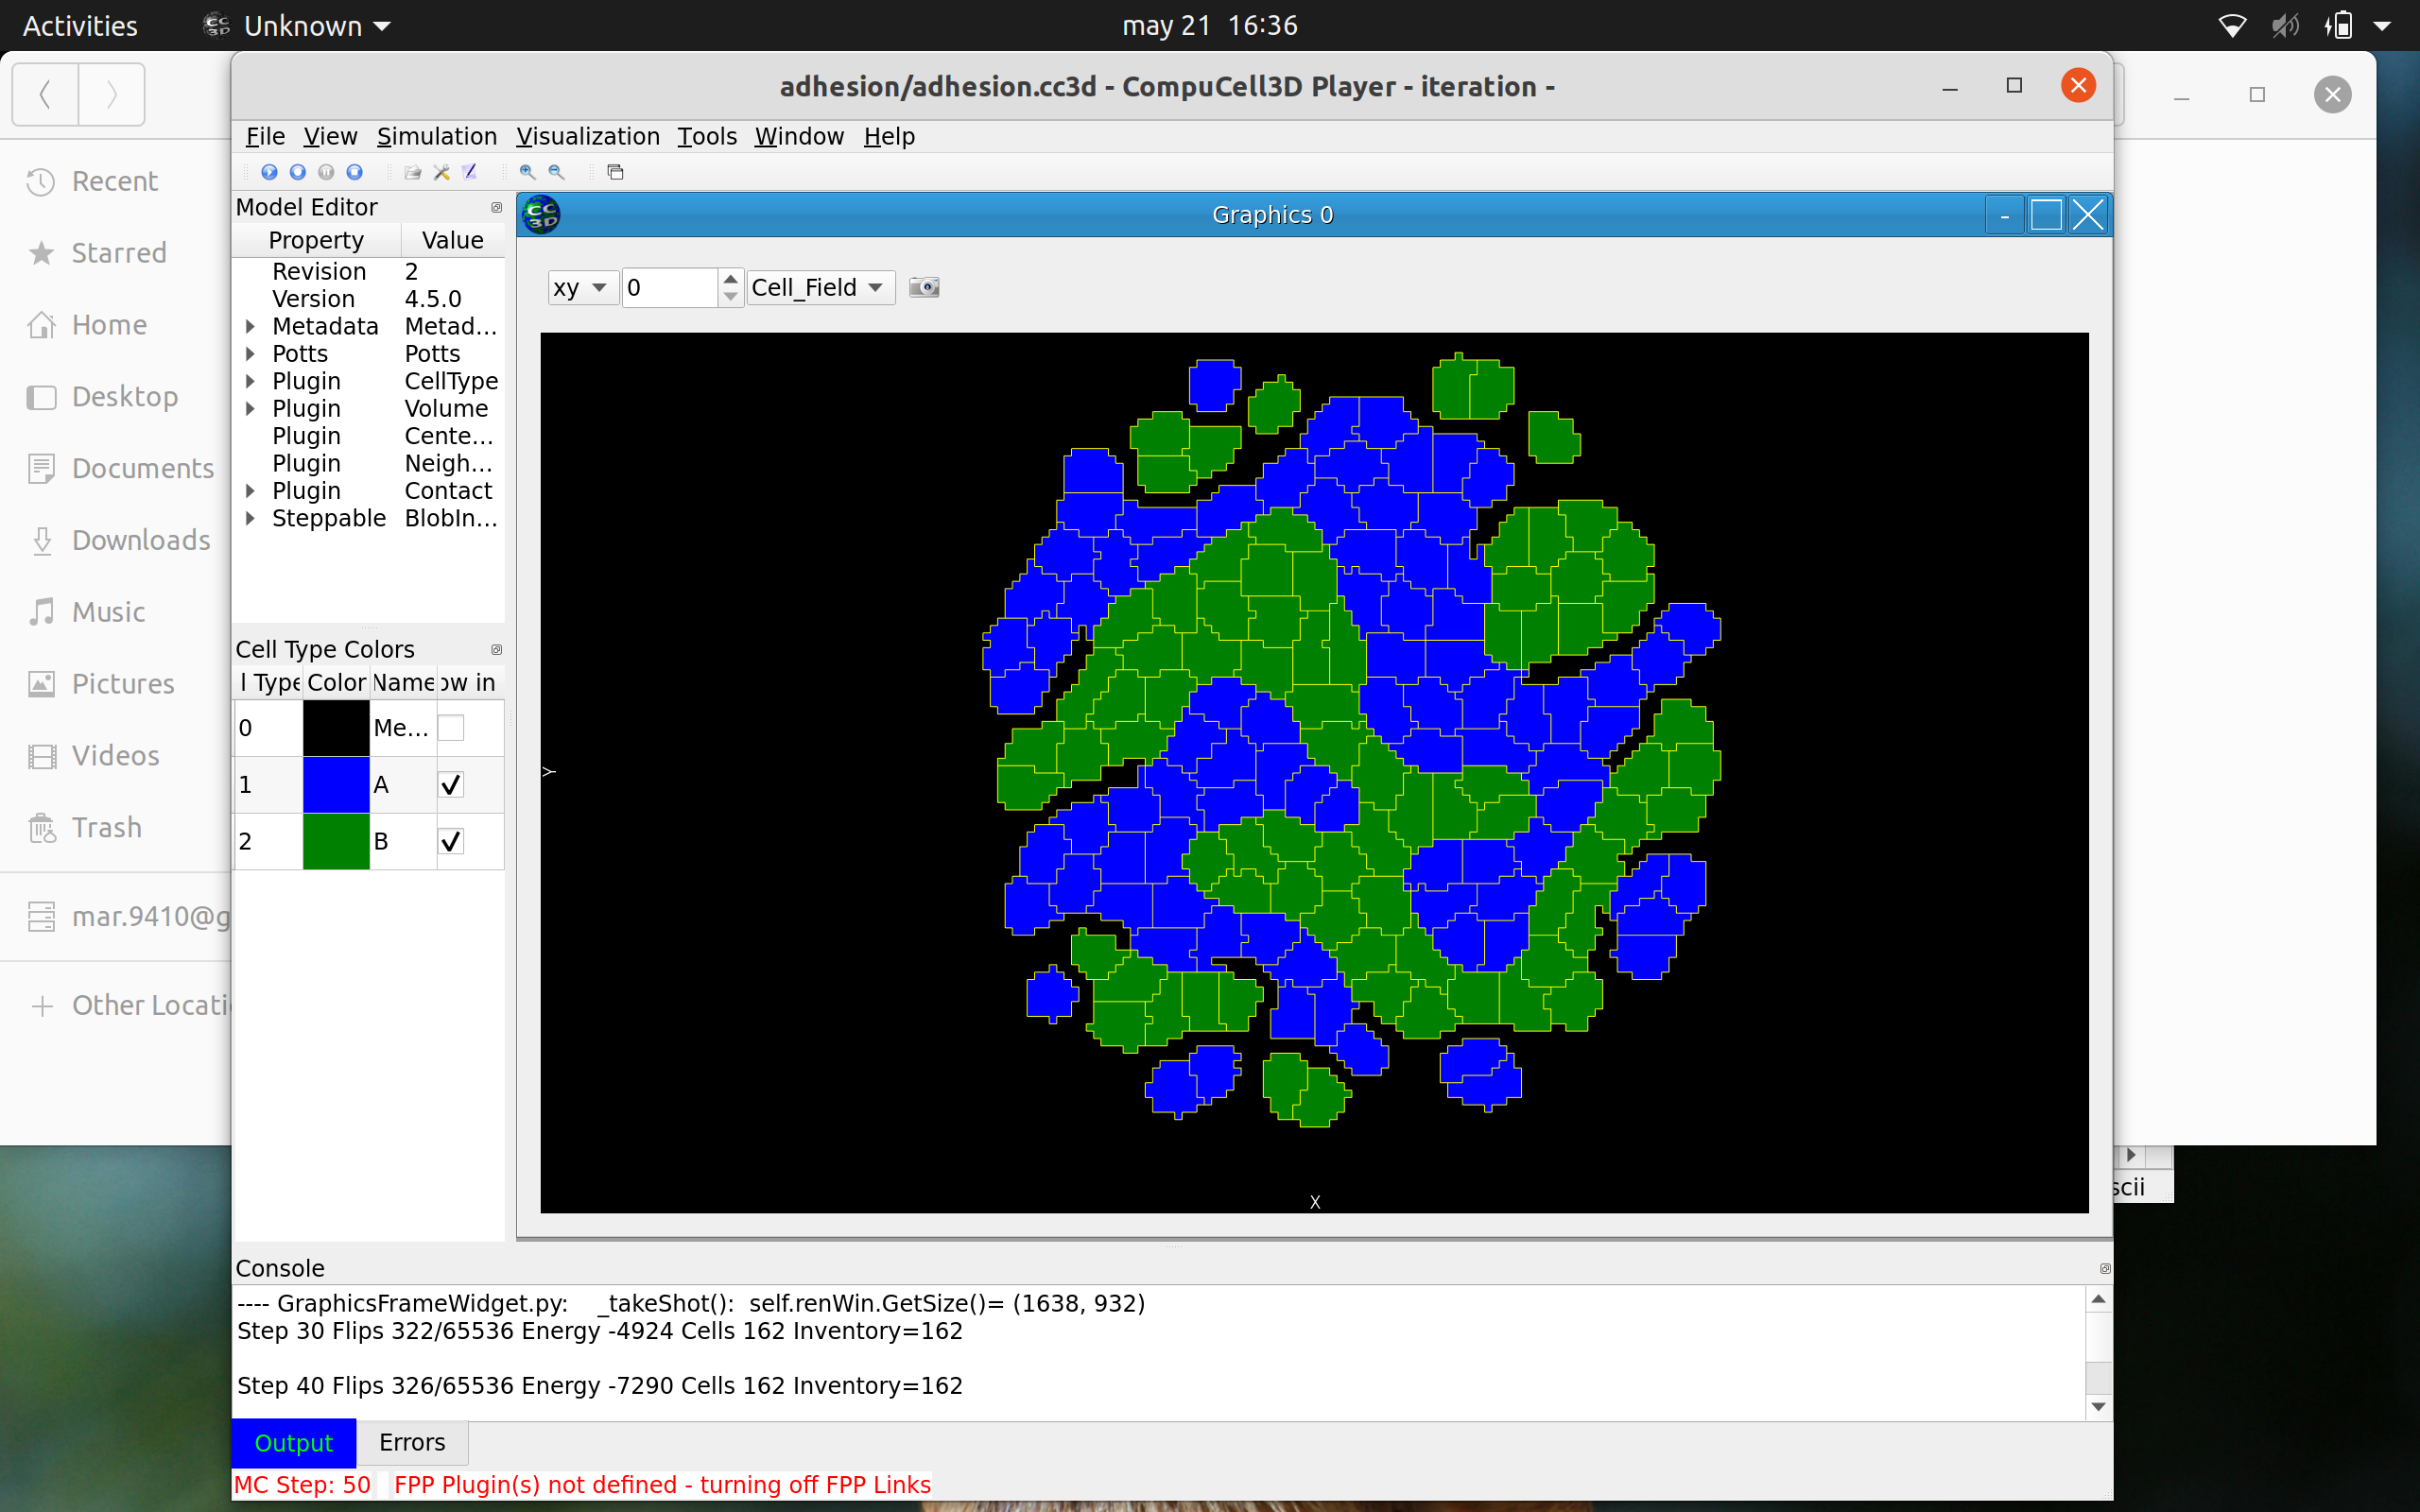 Activities
Unknown
may 21 16:36
adhesion/adhesion.cc3d - CompuCell3D Player - iteration -
File View Simulation Visualization Tools Window Help
Recent
Starred
Home
Desktop
Documents
Downloads
Music
Pictures
Videos
Trash
mar.9410@g
Other Locati
Model Editor
Property Value
Revision 2
Version 4.5.0
Metadata Metad...
Potts Potts
Plugin CellType
Plugin Volume
Plugin Cente...
Plugin Neigh...
Plugin Contact
Steppable BlobIn...
Cell Type Colors
l Type Color Name ow in
0 Me...
1 A
2 B
CC3D
Graphics 0
xy 0 Cell_Field
Y
X
scii
Console
---- GraphicsFrameWidget.py: _takeShot(): self.renWin.GetSize()= (1638, 932)
Step 30 Flips 322/65536 Energy -4924 Cells 162 Inventory=162
Step 40 Flips 326/65536 Energy -7290 Cells 162 Inventory=162
Output Errors
MC Step: 50 FPP Plugin(s) not defined - turning off FPP Links